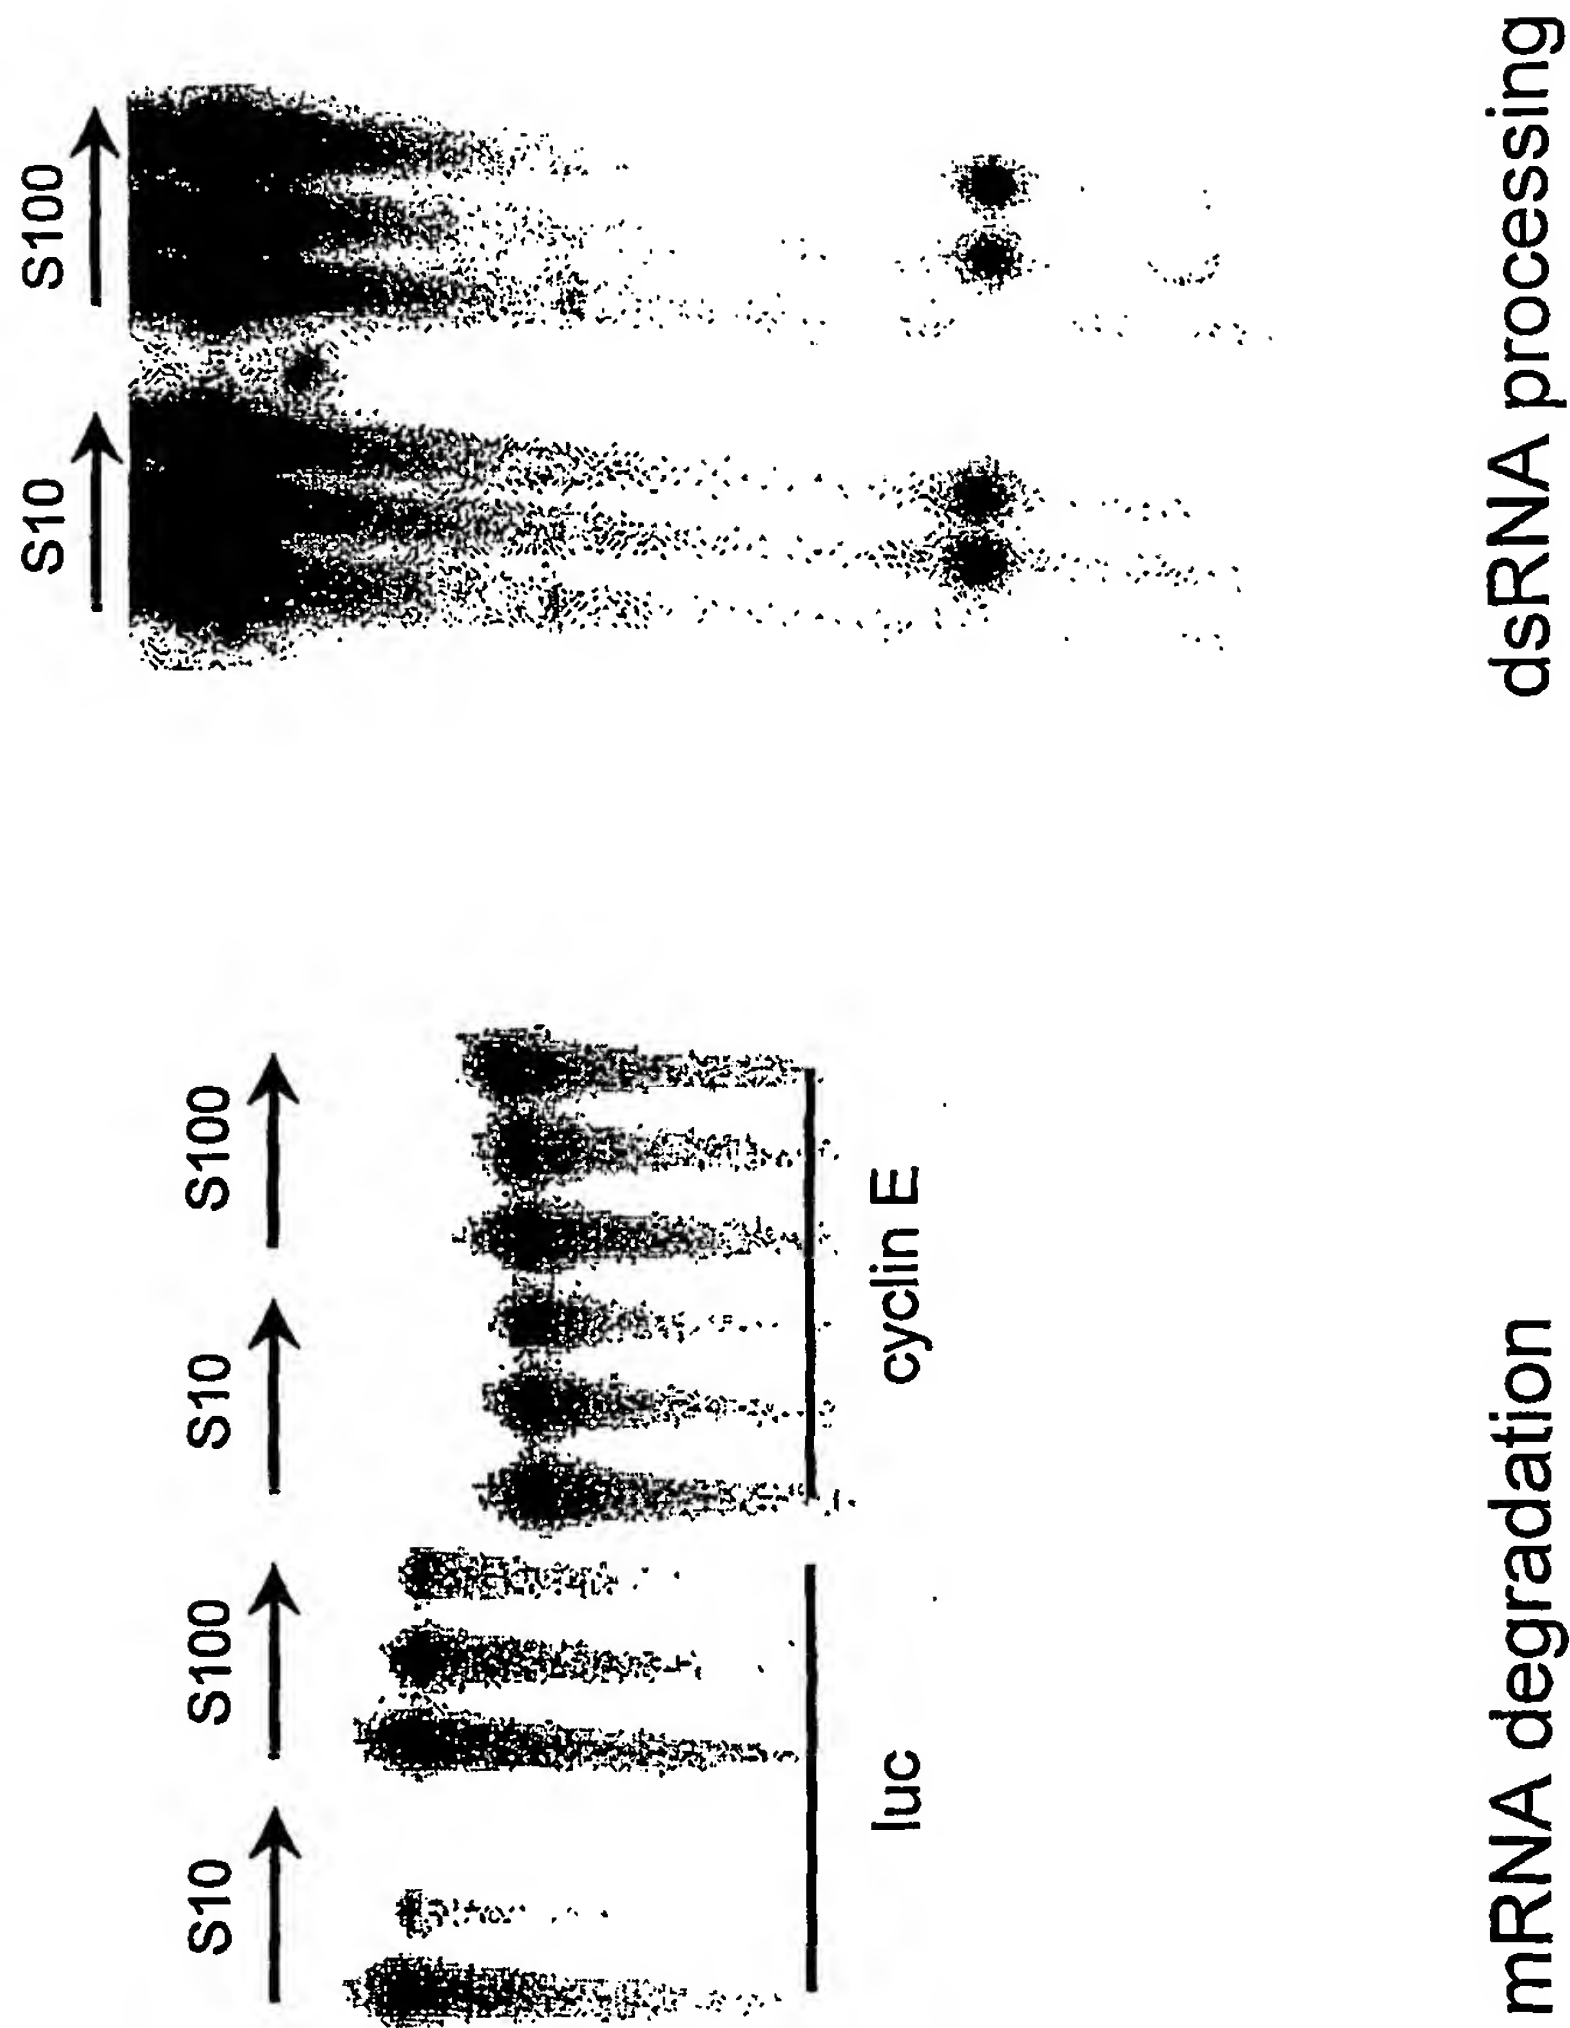 S10
S100
S10
S100
luc
cyclin E
mRNA degradation
S10
S100
dsRNA processing